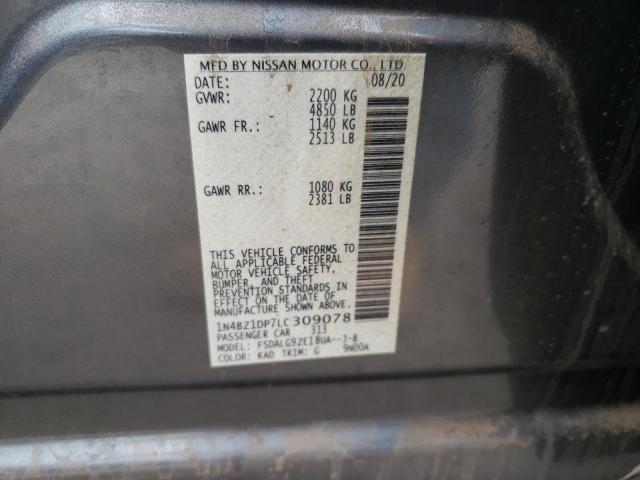 MFD BY NISSAN MOTOR CO., LTD.
DATE: 08/20
GVWR: 2200 KG
4850 LB
GAWR FR.: 1140 KG
2513 LB
GAWR RR.: 1080 KG
2381 LB
THIS VEHICLE CONFORMS TO
ALL APPLICABLE FEDERAL
MOTOR VEHICLE SAFETY,
BUMPER, AND THEFT
PREVENTION STANDARDS IN
EFFECT ON THE DATE OF
MANUFACTURE SHOWN ABOVE.
1N4BZ1DP7LC309078
PASSENGER CAR 313
MODEL: FSDALG9ZE18UA--J-B
COLOR: KAD TRIM: G 9ND0A